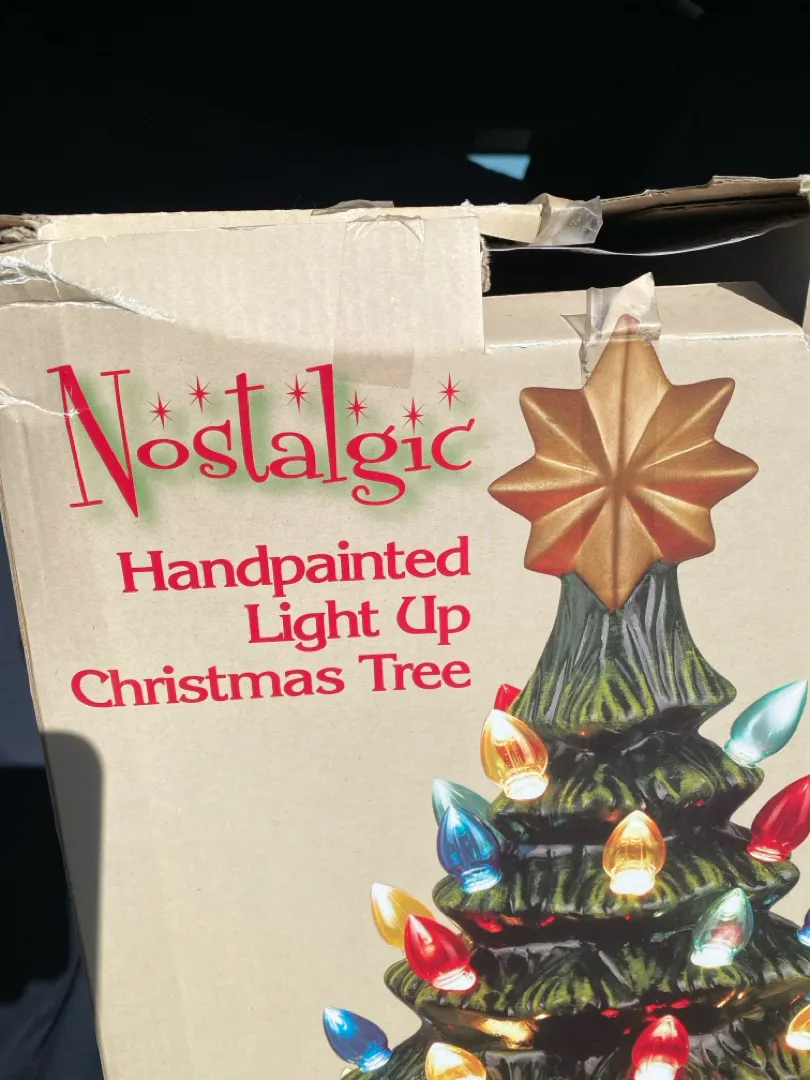 Nostalgic
Handpainted
Light Up
Christmas Tree